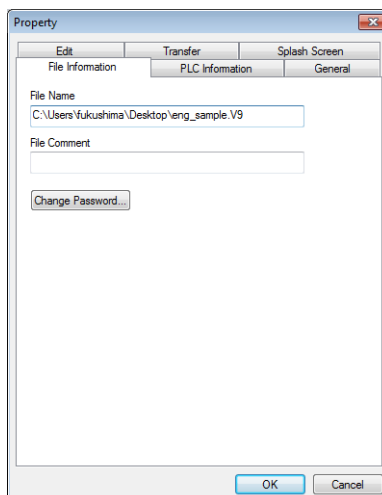 Property
Edit Transfer Splash Screen
File Information PLC Information General
File Name
C:\Users\fukushima\Desktop\eng_sample.V9
File Comment
Change Password...
OK Cancel